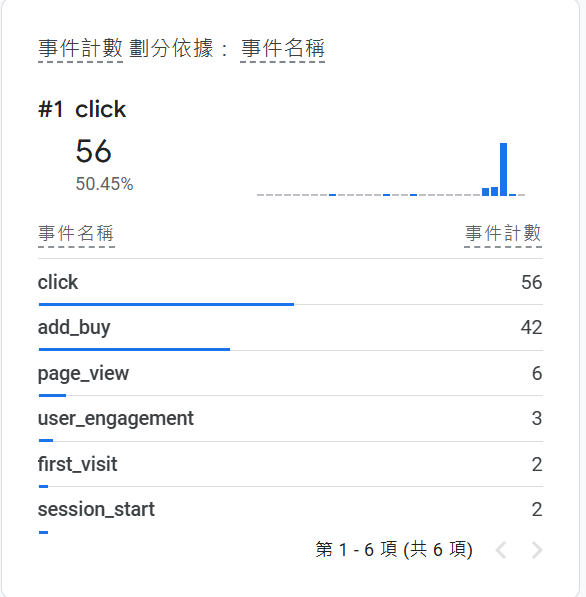 事件計數 劃分依據： 事件名稱
#1 click
56
50.45%
事件名稱 事件計數
click 56
add_buy 42
page_view 6
user_engagement 3
first_visit 2
session_start 2
第 1 - 6 項 (共 6 項)